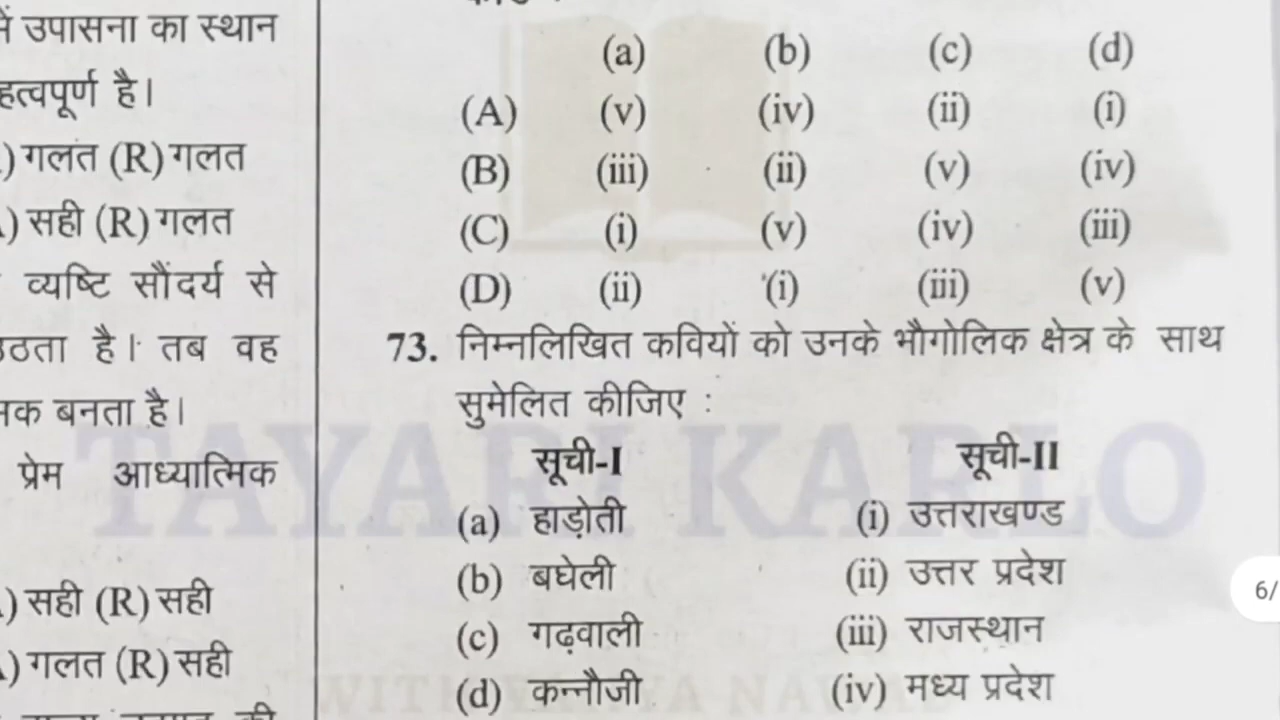 में उपासना का स्थान
हत्वपूर्ण है।
) गलत (R) गलत
) सही (R) गलत
व्यष्टि सौंदर्य से
उठता है। तब वह
बनता है।
प्रेम आध्यात्मिक
) सही (R) सही
) गलत (R) सही
की
(a) (b) (c) (d)
(A) (v) (iv) (ii) (i)
(B) (iii) (ii) (v) (iv)
(C) (i) (v) (iv) (iii)
(D) (ii) (i) (iii) (v)
73. निम्नलिखित कवियों को उनके भौगोलिक क्षेत्र के साथ
सुमेलित कीजिए :
सूची-I सूची-II
(a) हाड़ोती (i) उत्तराखण्ड
(b) बघेली (ii) उत्तर प्रदेश
(c) गढ़वाली (iii) राजस्थान
(d) कन्नौजी (iv) मध्य प्रदेश
TAYARI KARLO
6/